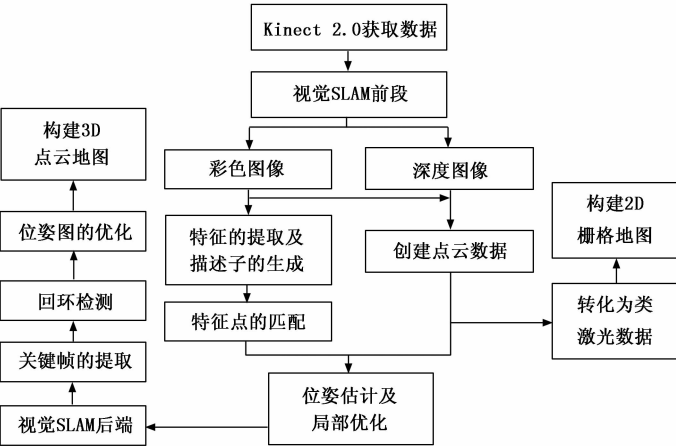 Kinect 2.0获取数据
视觉SLAM前段
彩色图像
深度图像
特征的提取及
描述子的生成
创建点云数据
特征点的匹配
转化为类
激光数据
构建2D
栅格地图
位姿估计及
局部优化
视觉SLAM后端
关键帧的提取
回环检测
位姿图的优化
构建3D
点云地图